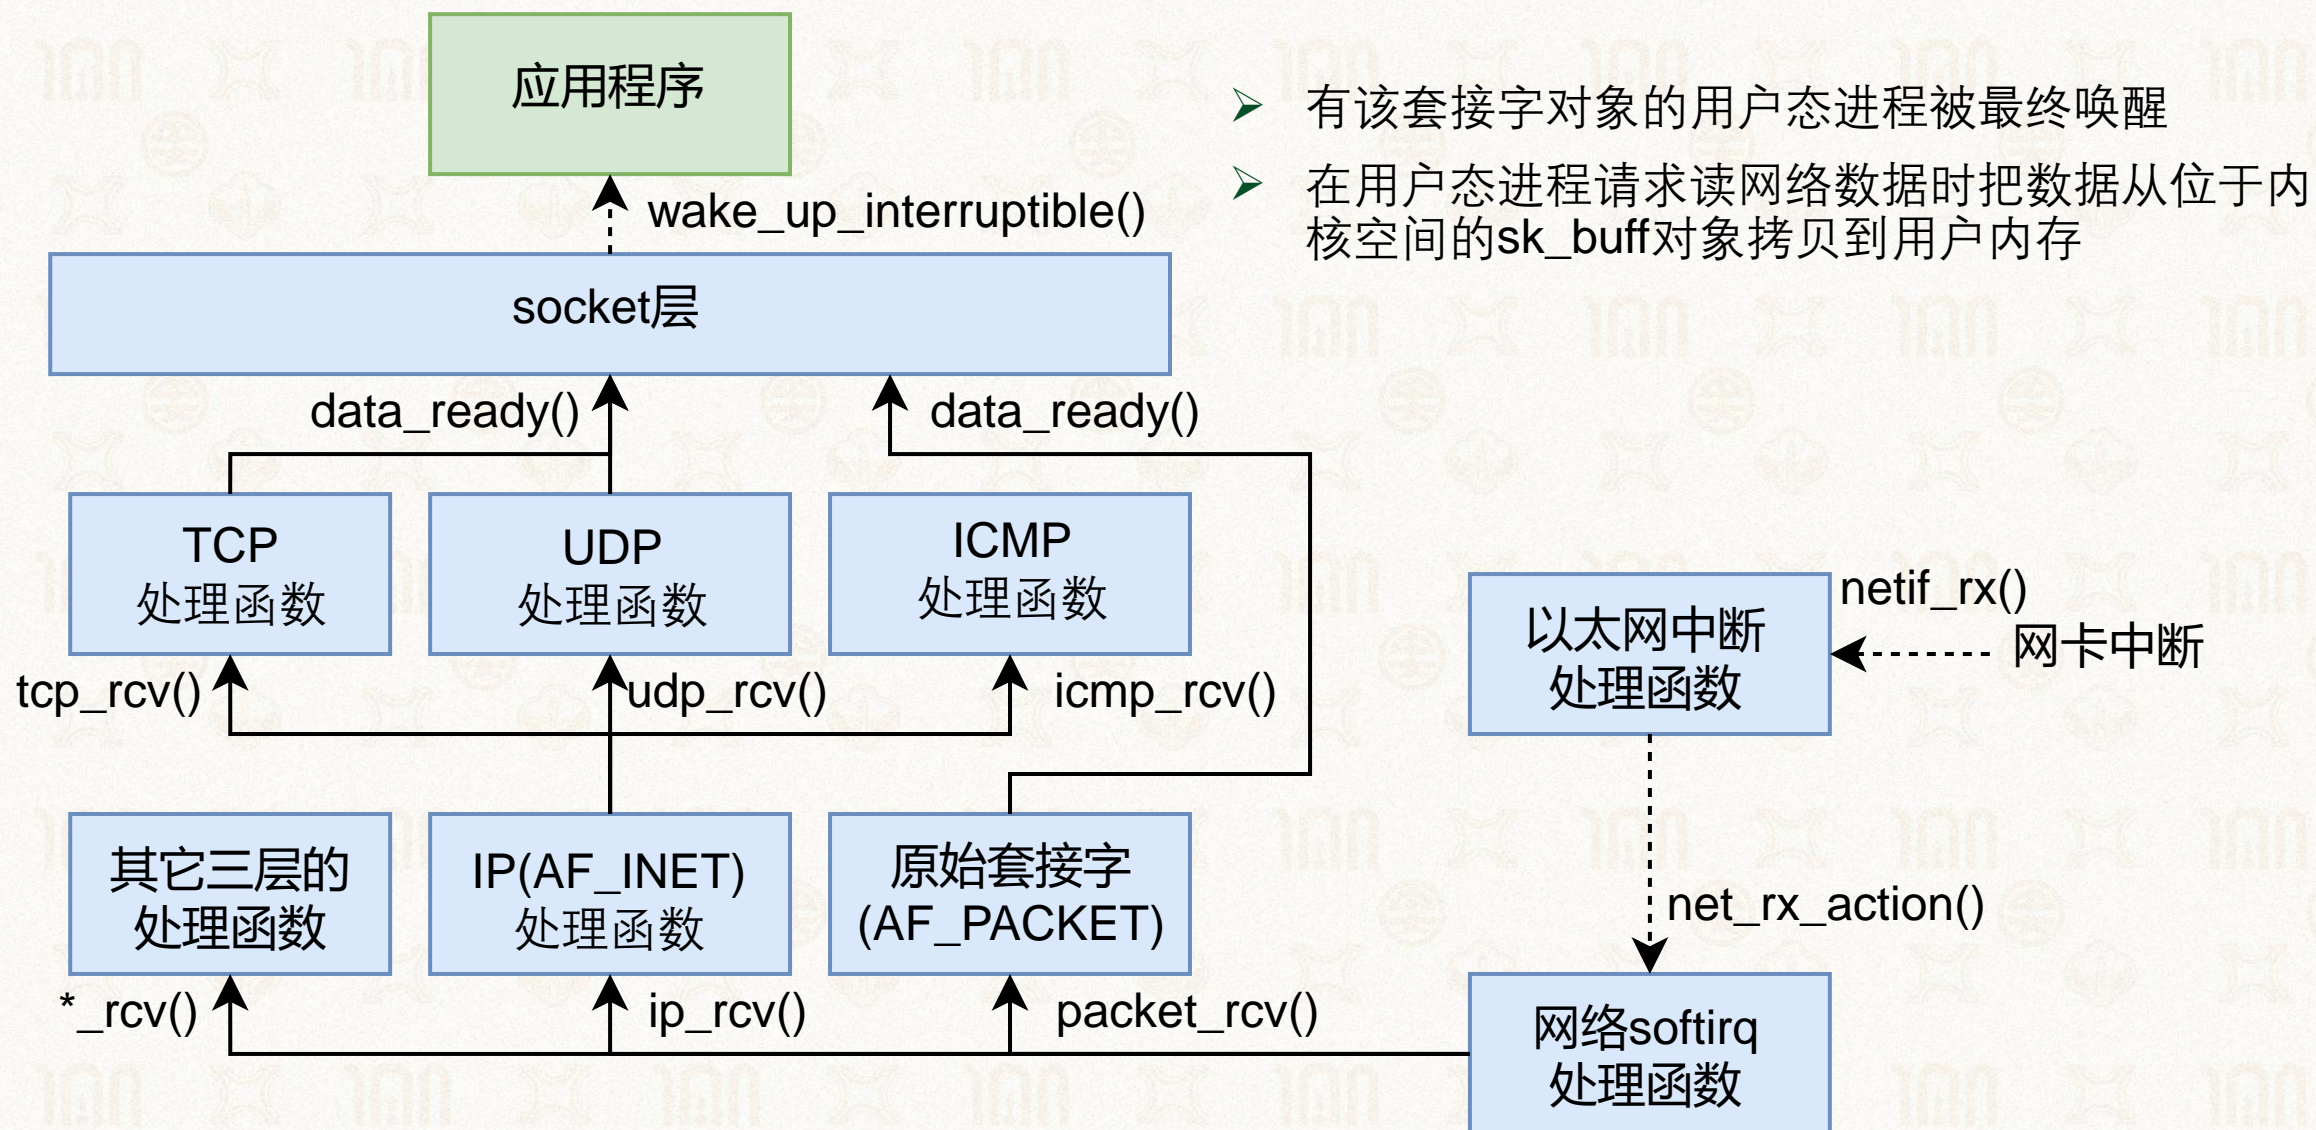 应用程序
➢ 有该套接字对象的用户态进程被最终唤醒
➢ 在用户态进程请求读网络数据时把数据从位于内
核空间的sk_buff对象拷贝到用户内存
wake_up_interruptible()
socket层
data_ready()
data_ready()
TCP
处理函数
UDP
处理函数
ICMP
处理函数
以太网中断
处理函数
netif_rx()
网卡中断
tcp_rcv()
udp_rcv()
icmp_rcv()
其它三层的
处理函数
IP(AF_INET)
处理函数
原始套接字
(AF_PACKET)
net_rx_action()
*_rcv()
ip_rcv()
packet_rcv()
网络softirq
处理函数